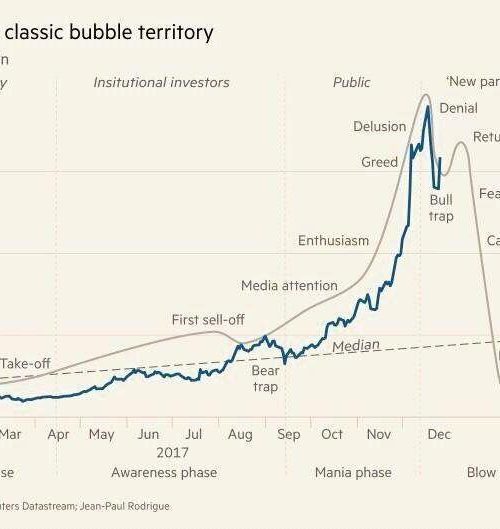 classic bubble territory
n
y
Insitutional investors
Public
'New par
Denial
Delusion
Retu
Greed
Fea
Bull
trap
Enthusiasm
Ca
Media attention
First sell-off
Median
Take-off
Bear
trap
Mar Apr May Jun Jul Aug Sep Oct Nov Dec
2017
se
Awareness phase
Mania phase
Blow
ters Datastream; Jean-Paul Rodrigue